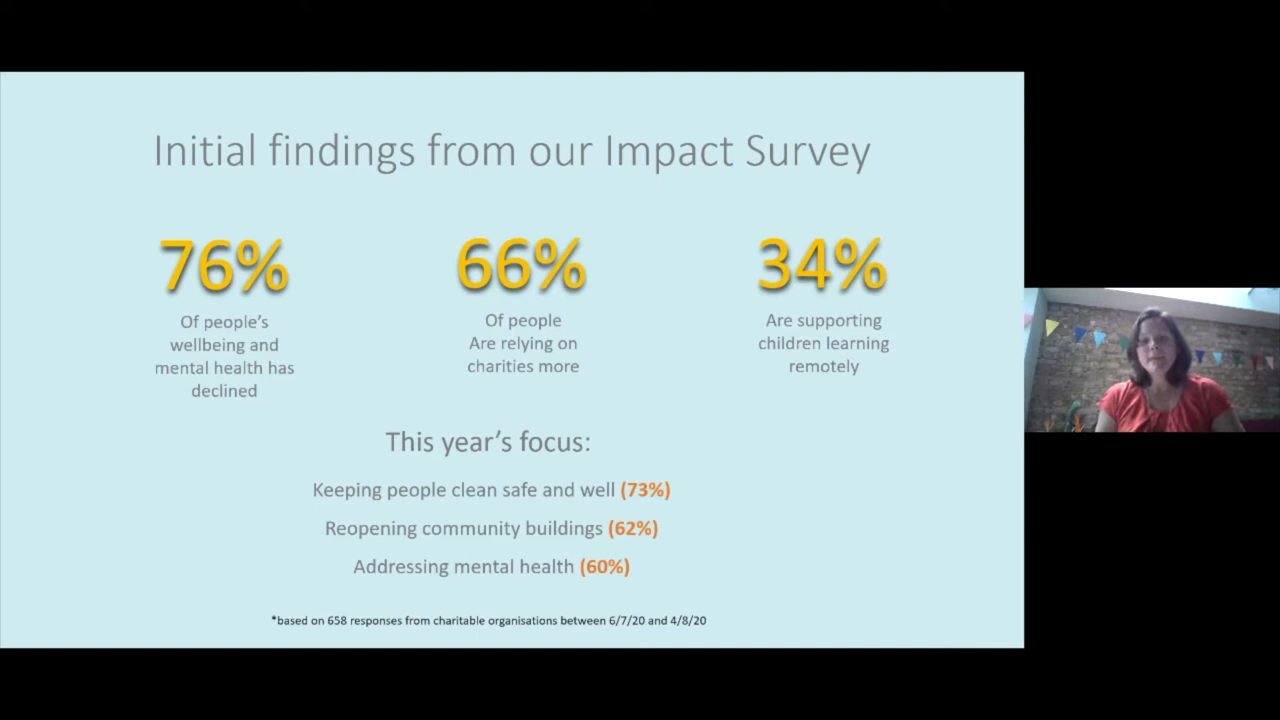 Initial findings from our Impact Survey
76%
Of people's
wellbeing and
mental health has
declined
66%
Of people
Are relying on
charities more
34%
Are supporting
children learning
remotely
This year's focus:
Keeping people clean safe and well (73%)
Reopening community buildings (62%)
Addressing mental health (60%)
*based on 658 responses from charitable organisations between 6/7/20 and 4/8/20